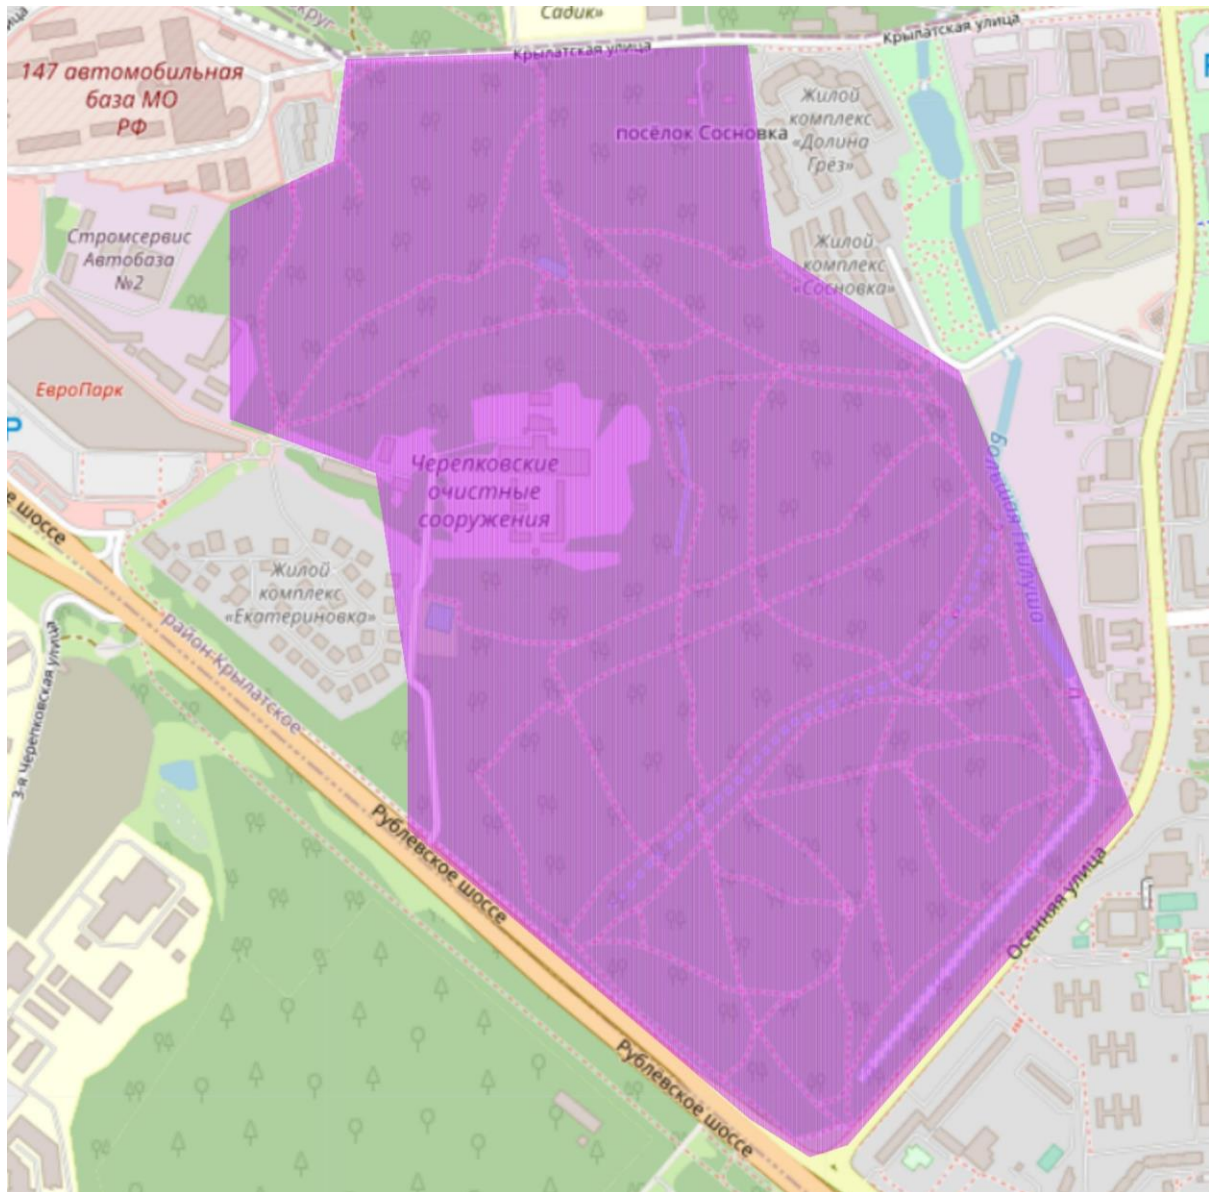 Садик»
Крылатская улица
Крылатская улица
147 автомобильная
база МО
РФ
Жилой
комплекс
«Долина
Грёз»
посёлок Сосновка
Стромсервис
Автобаза
№2
Жилой
комплекс
«Сосновка»
ЕвроПарк
Черепковские
очистные
сооружения
Большая Гнилуша
е шоссе
Жилой
комплекс
«Екатериновка»
район Крылатское
3-я Черепковская улица
Рублёвское шоссе
Осенняя улица
Рублёвское шоссе